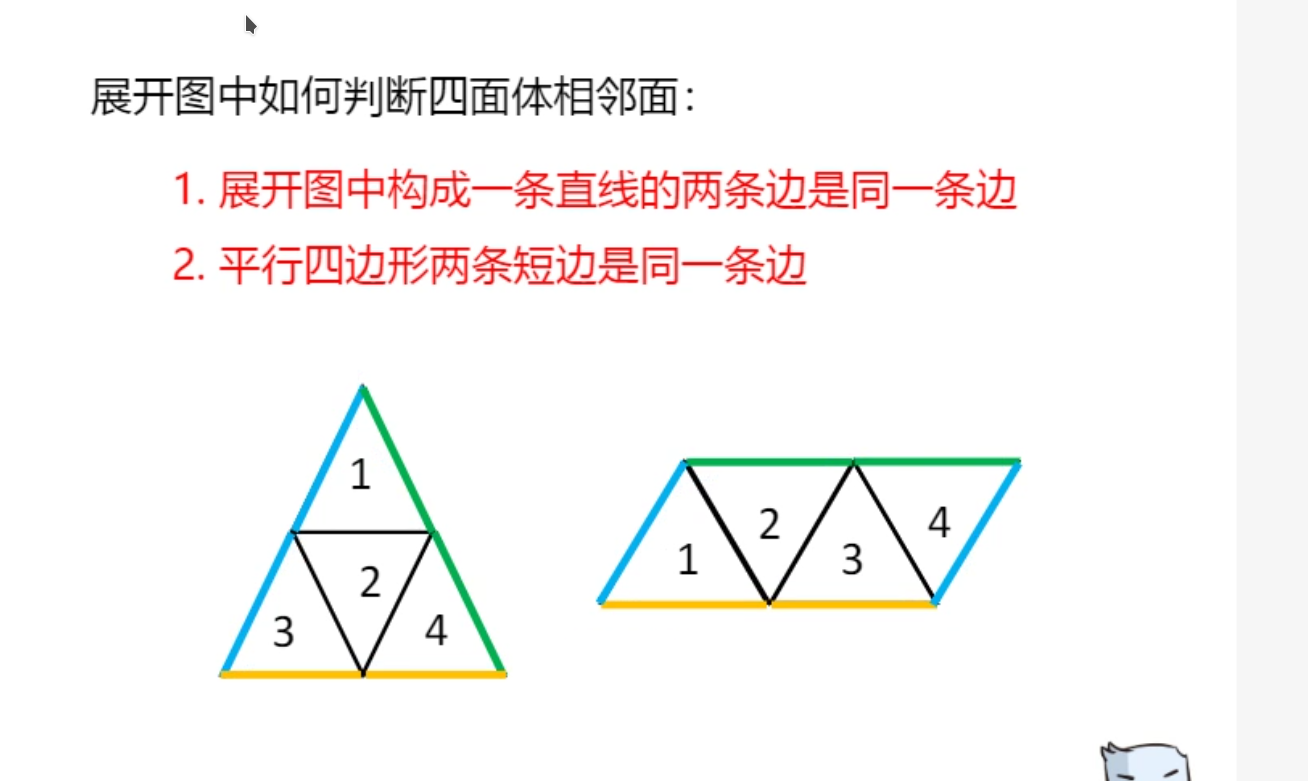 展开图中如何判断四面体相邻面：
1. 展开图中构成一条直线的两条边是同一条边
2. 平行四边形两条短边是同一条边
1
2
3 4
2 4
1 3